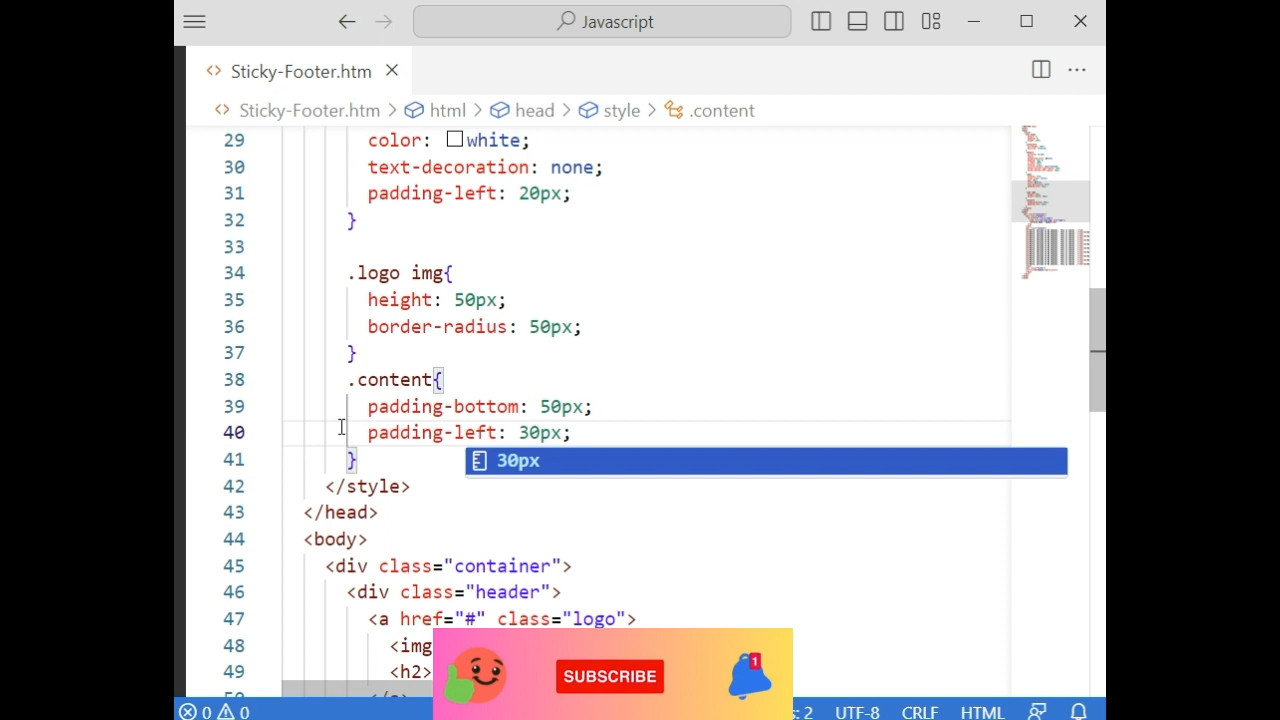 Javascript
Sticky-Footer.htm
Sticky-Footer.htm > html > head > style > .content
29 color: white;
30 text-decoration: none;
31 padding-left: 20px;
32 }
33
34 .logo img{
35 height: 50px;
36 border-radius: 50px;
37 }
38 .content{
39 padding-bottom: 50px;
40 padding-left: 30px;
41 }
30px
42 </style>
43 </head>
44 <body>
45 <div class="container">
46 <div class="header">
47 <a href="#" class="logo">
48 <img
49 <h2>
SUBSCRIBE
1
0 0 : 2 UTF-8 CRLF HTML